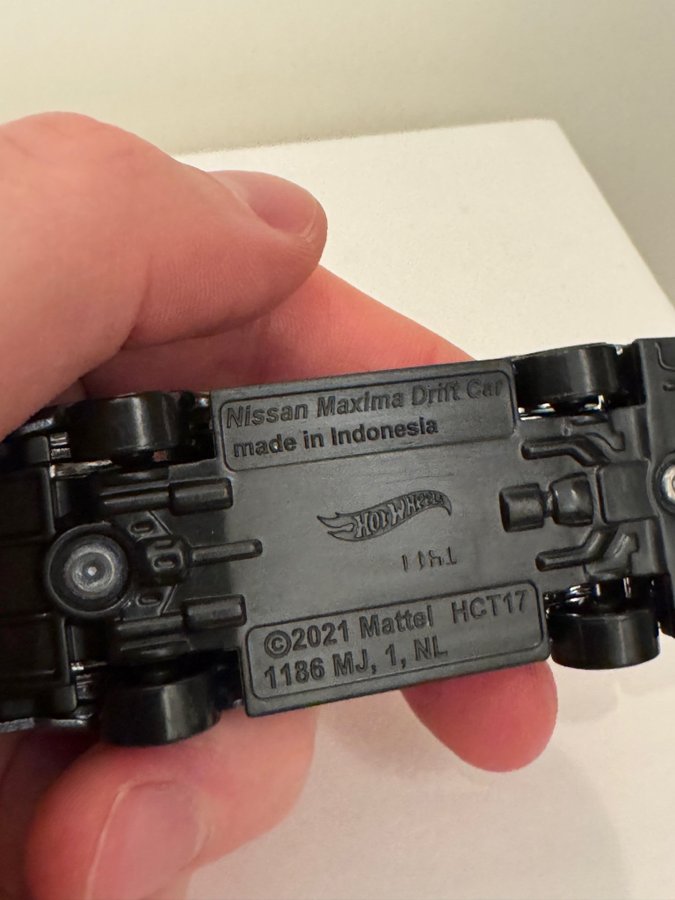 Nissan Maxima Drift Car
made in Indonesia
HOT WHEELS
©2021 Mattel HCT17
1186 MJ, 1, NL